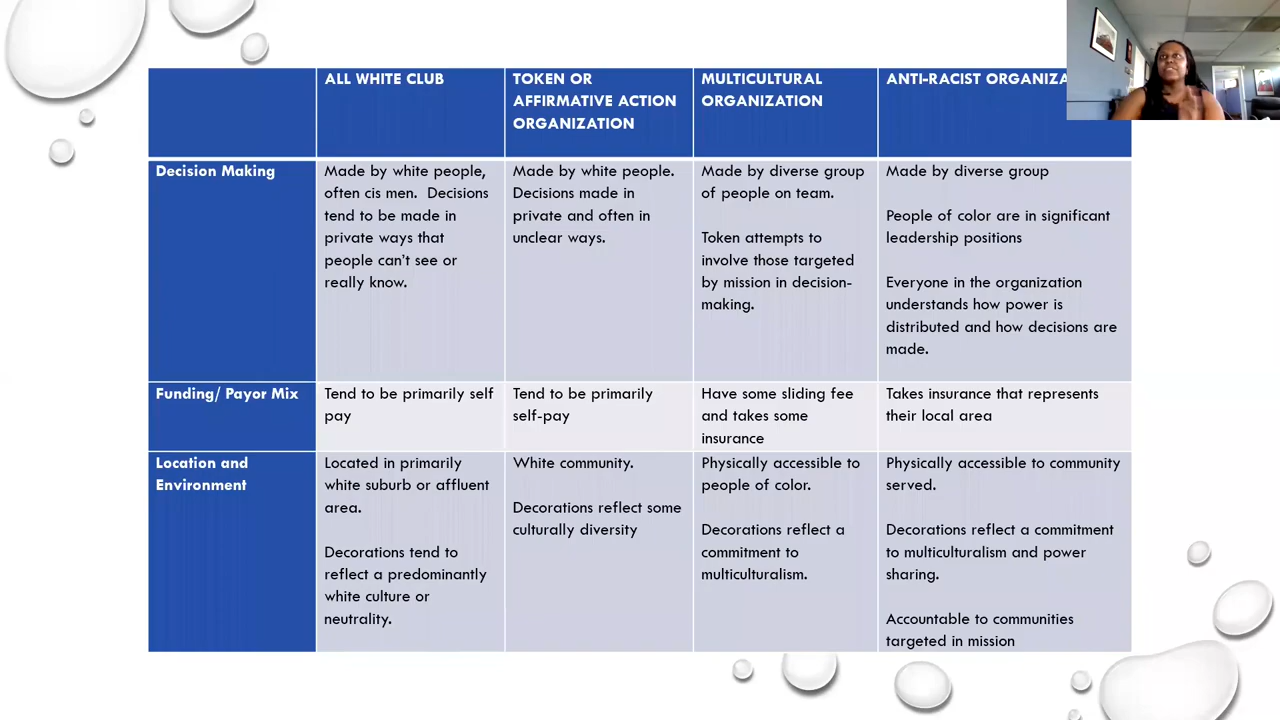 ALL WHITE CLUB
TOKEN OR
AFFIRMATIVE ACTION
ORGANIZATION
MULTICULTURAL
ORGANIZATION
ANTI-RACIST ORGANIZA
Decision Making
Made by white people,
often cis men.  Decisions
tend to be made in
private ways that
people can't see or
really know.
Made by white people.
Decisions made in
private and often in
unclear ways.
Made by diverse group
of people on team.
Token attempts to
involve those targeted
by mission in decision-
making.
Made by diverse group
People of color are in significant
leadership positions
Everyone in the organization
understands how power is
distributed and how decisions are
made.
Funding/ Payor Mix
Tend to be primarily self
pay
Tend to be primarily
self-pay
Have some sliding fee
and takes some
insurance
Takes insurance that represents
their local area
Location and
Environment
Located in primarily
white suburb or affluent
area.
Decorations tend to
reflect a predominantly
white culture or
neutrality.
White community.
Decorations reflect some
culturally diversity
Physically accessible to
people of color.
Decorations reflect a
commitment to
multiculturalism.
Physically accessible to community
served.
Decorations reflect a commitment
to multiculturalism and power
sharing.
Accountable to communities
targeted in mission